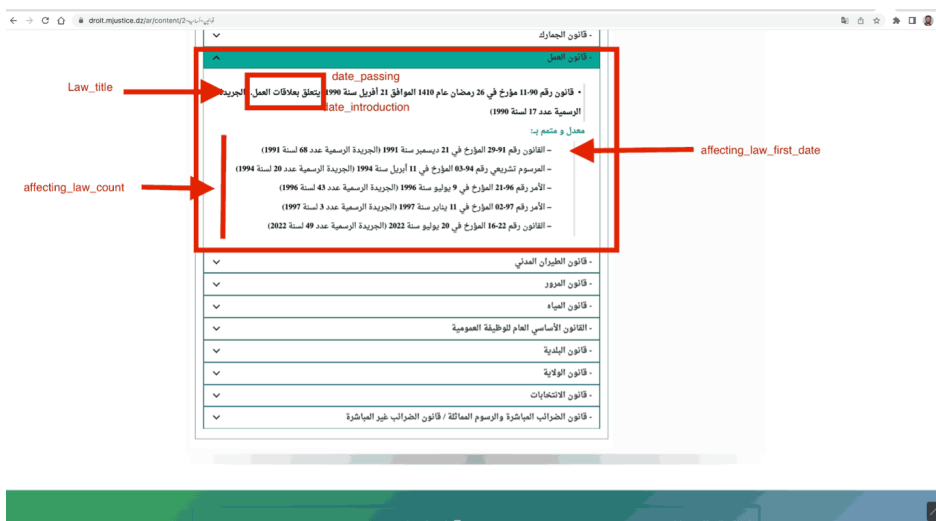 droit.mjustice.dz/ar/content/2-قوانين-أساسية
- قانون الجمارك
- قانون العمل
date_passing
Law_title
• قانون رقم 90-11 مؤرخ في 26 رمضان عام 1410 الموافق 21 أفريل سنة 1990 يتعلق بعلاقات العمل، الجريدة
date_introduction
الرسمية عدد 17 لسنة 1990)
معدل و متمم بـ:
– القانون رقم 91-29 المؤرخ في 21 ديسمبر سنة 1991 (الجريدة الرسمية عدد 68 لسنة 1991)
affecting_law_first_date
– المرسوم تشريعي رقم 94-03 المؤرخ في 11 أبريل سنة 1994 (الجريدة الرسمية عدد 20 لسنة 1994)
affecting_law_count
– الأمر رقم 96-21 المؤرخ في 9 يوليو سنة 1996 (الجريدة الرسمية عدد 43 لسنة 1996)
– الأمر رقم 97-02 المؤرخ في 11 يناير سنة 1997 (الجريدة الرسمية عدد 3 لسنة 1997)
– القانون رقم 22-16 المؤرخ في 20 يوليو سنة 2022 (الجريدة الرسمية عدد 49 لسنة 2022)
- قانون الطيران المدني
- قانون المرور
- قانون المياه
- القانون الأساسي العام للوظيفة العمومية
- قانون البلدية
- قانون الولاية
- قانون الانتخابات
- قانون الضرائب المباشرة والرسوم المماثلة / قانون الضرائب غير المباشرة